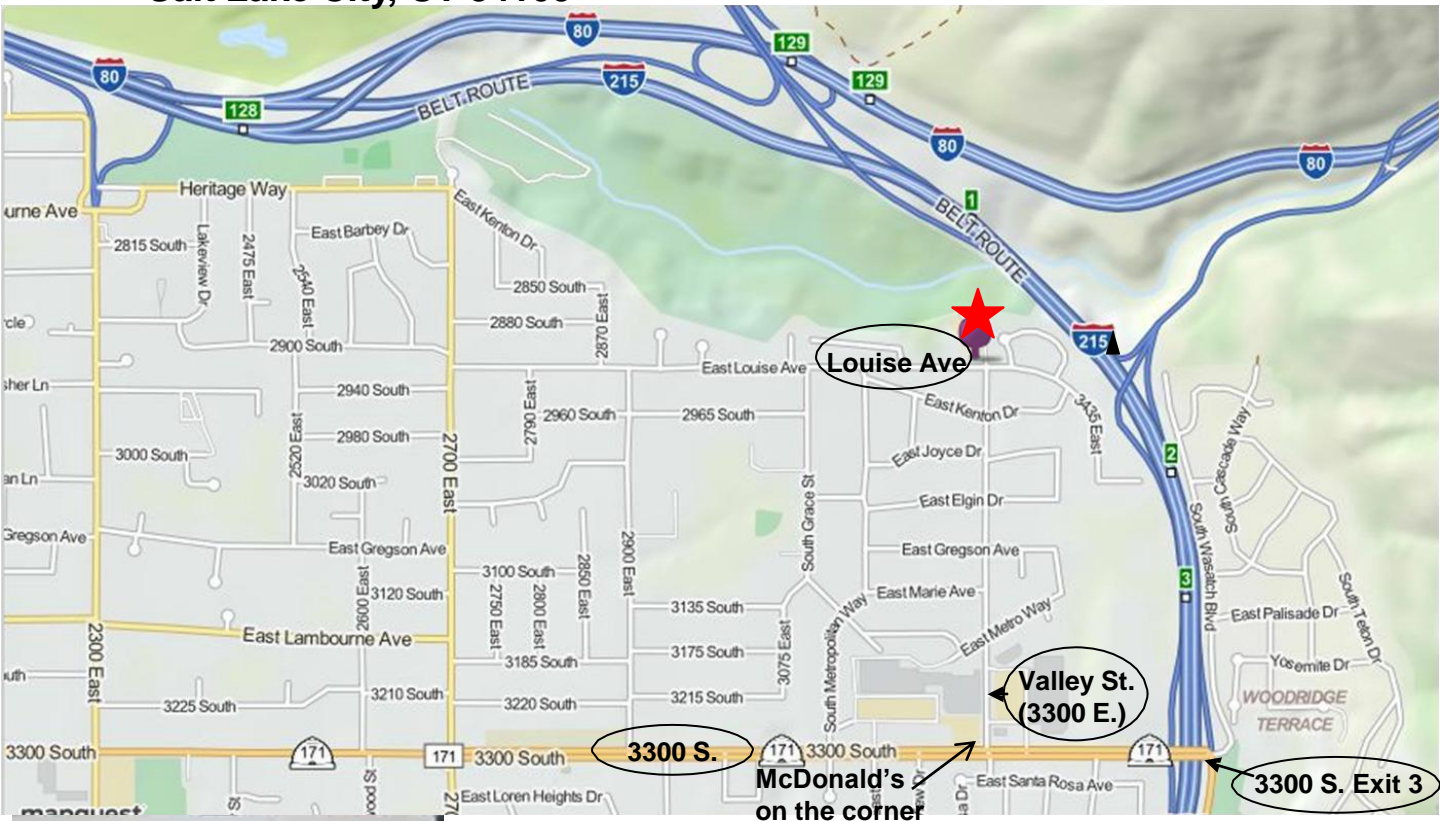 80
129
80
128
215
129
BELT ROUTE
80
80
Heritage Way
1
BELT ROUTE
East Kenton Dr
2815 South
Lakeview Dr
2475 East
East Barbey Dr
2540 East
2850 South
2880 South
2870 East
2900 South
215
East Louise Ave
Louise Ave
2940 South
2790 East
2960 South
2965 South
East Kenton Dr
3435 East
South Cascade Way
2520 East
2980 South
2700 East
3000 South
East Joyce Dr
2
3020 South
East Elgin Dr
South Grace St
South Wasatch Blvd
Gregson Ave
East Gregson Ave
2900 East
East Gregson Ave
3100 South
2850 East
3
2600 East
3120 South
2750 East
2800 East
3135 South
East Marie Ave
East Metro Way
East Palisade Dr
South Teton Dr
2300 East
East Lambourne Ave
3185 South
3175 South
3075 East
South Metropolitan Way
Yosemite Dr
3225 South
3210 South
3220 South
3215 South
Valley St.
(3300 E.)
WOODRIDGE
TERRACE
3300 South
171
171
3300 South
3300 S.
171
3300 South
171
McDonald's
on the corner
East Santa Rosa Ave
3300 S. Exit 3
East Loren Heights Dr
mapquest